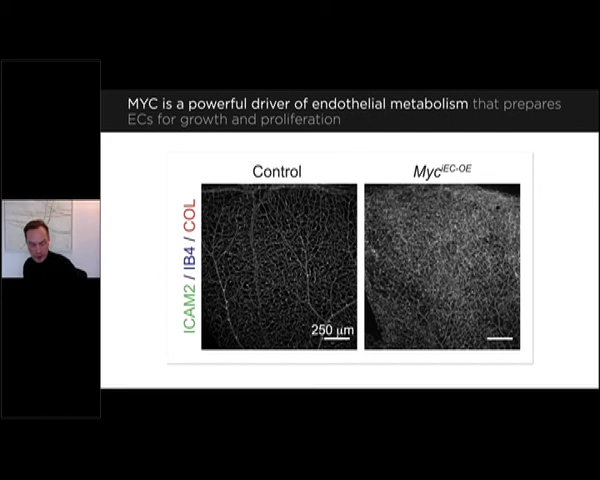 MYC is a powerful driver of endothelial metabolism that prepares
ECs for growth and proliferation
Control
Myc^iEC-OE
ICAM2 / IB4 / COL
250 µm